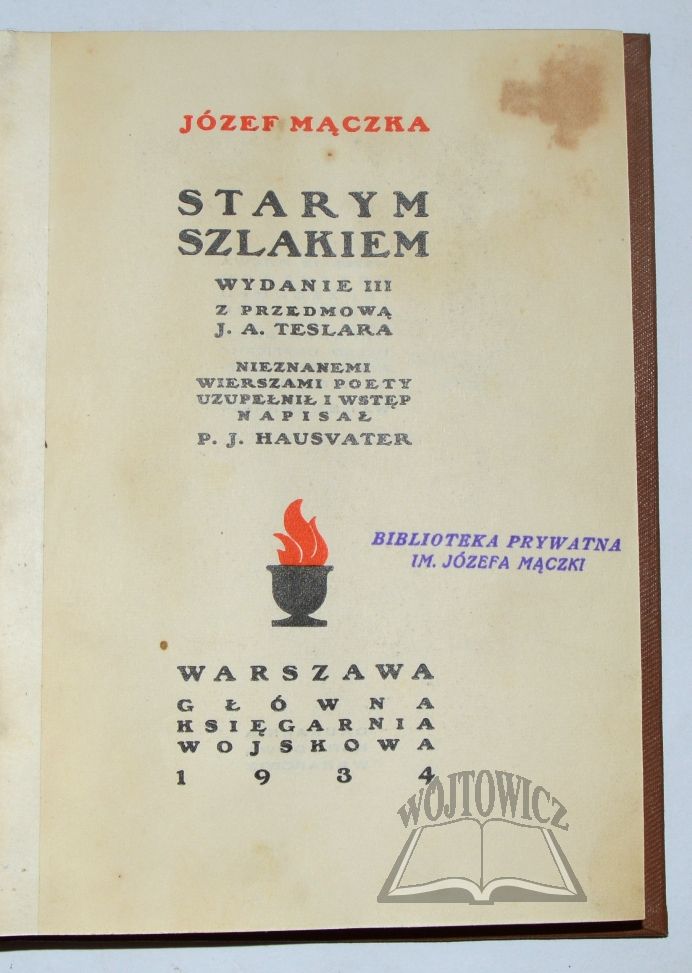 JÓZEF MĄCZKA
STARYM
SZLAKIEM
WYDANIE III
Z PRZEDMOWĄ
J. A. TESLARA
NIEZNANEMI
WIERSZAMI POETY
UZUPEŁNIŁ I WSTĘP
NAPISAŁ
P. J. HAUSVATER
BIBLIOTEKA PRYWATNA
IM. JÓZEFA MĄCZKI
WARSZAWA
GŁÓWNA
KSIĘGARNIA
WOJSKOWA
1934
WÓJTOWICZ